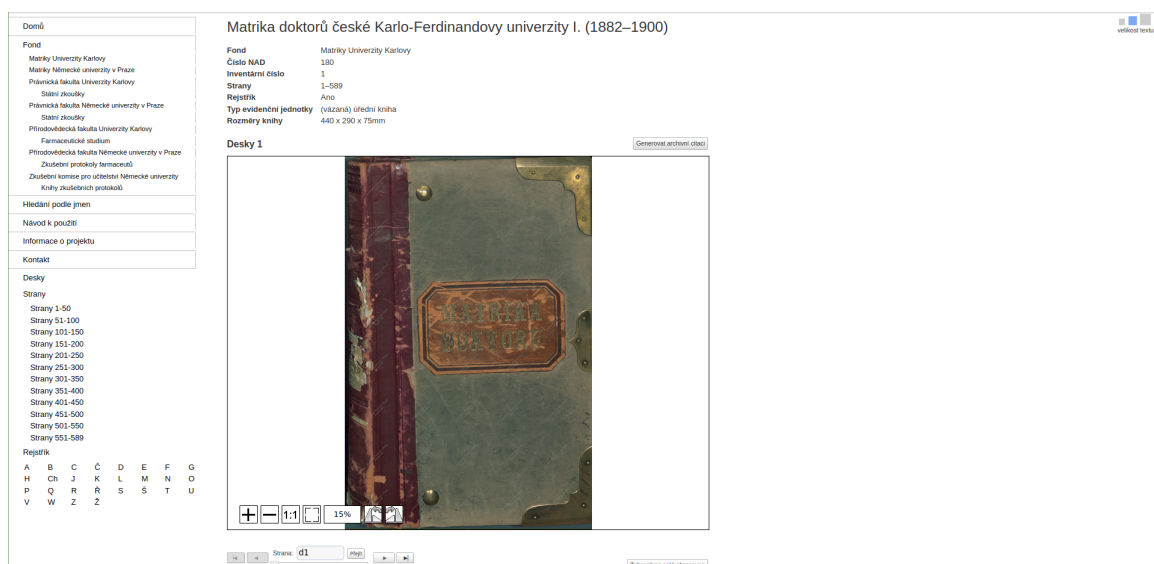 Domů
Fond
Matriky Univerzity Karlovy
Matriky Německé univerzity v Praze
Právnická fakulta Univerzity Karlovy
Státní zkoušky
Právnická fakulta Německé univerzity v Praze
Státní zkoušky
Přírodovědecká fakulta Univerzity Karlovy
Farmaceutické studium
Přírodovědecká fakulta Německé univerzity v Praze
Zkušební protokoly farmaceutů
Zkušební komise pro učitelství Německé univerzity
Knihy zkušebních protokolů
Hledání podle jmen
Návod k použití
Informace o projektu
Kontakt
Desky
Strany
Strany 1-50
Strany 51-100
Strany 101-150
Strany 151-200
Strany 201-250
Strany 251-300
Strany 301-350
Strany 351-400
Strany 401-450
Strany 451-500
Strany 501-550
Strany 551-589
Rejstřík
A B C Č D E F G
H Ch J K L M N O
P Q R Ř S Š T U
V W Z Ž
Matrika doktorů české Karlo-Ferdinandovy univerzity I. (1882–1900)
Fond Matriky Univerzity Karlovy
Číslo NAD 180
Inventární číslo 1
Strany 1–589
Rejstřík Ano
Typ evidenční jednotky (vázaná) úřední kniha
Rozměry knihy 440 x 290 x 75mm
Desky 1
Generovat archivní citaci
MATRIKA
DOKTORŮ
1:1
15%
Strana: d1
Přejít
velikost textu